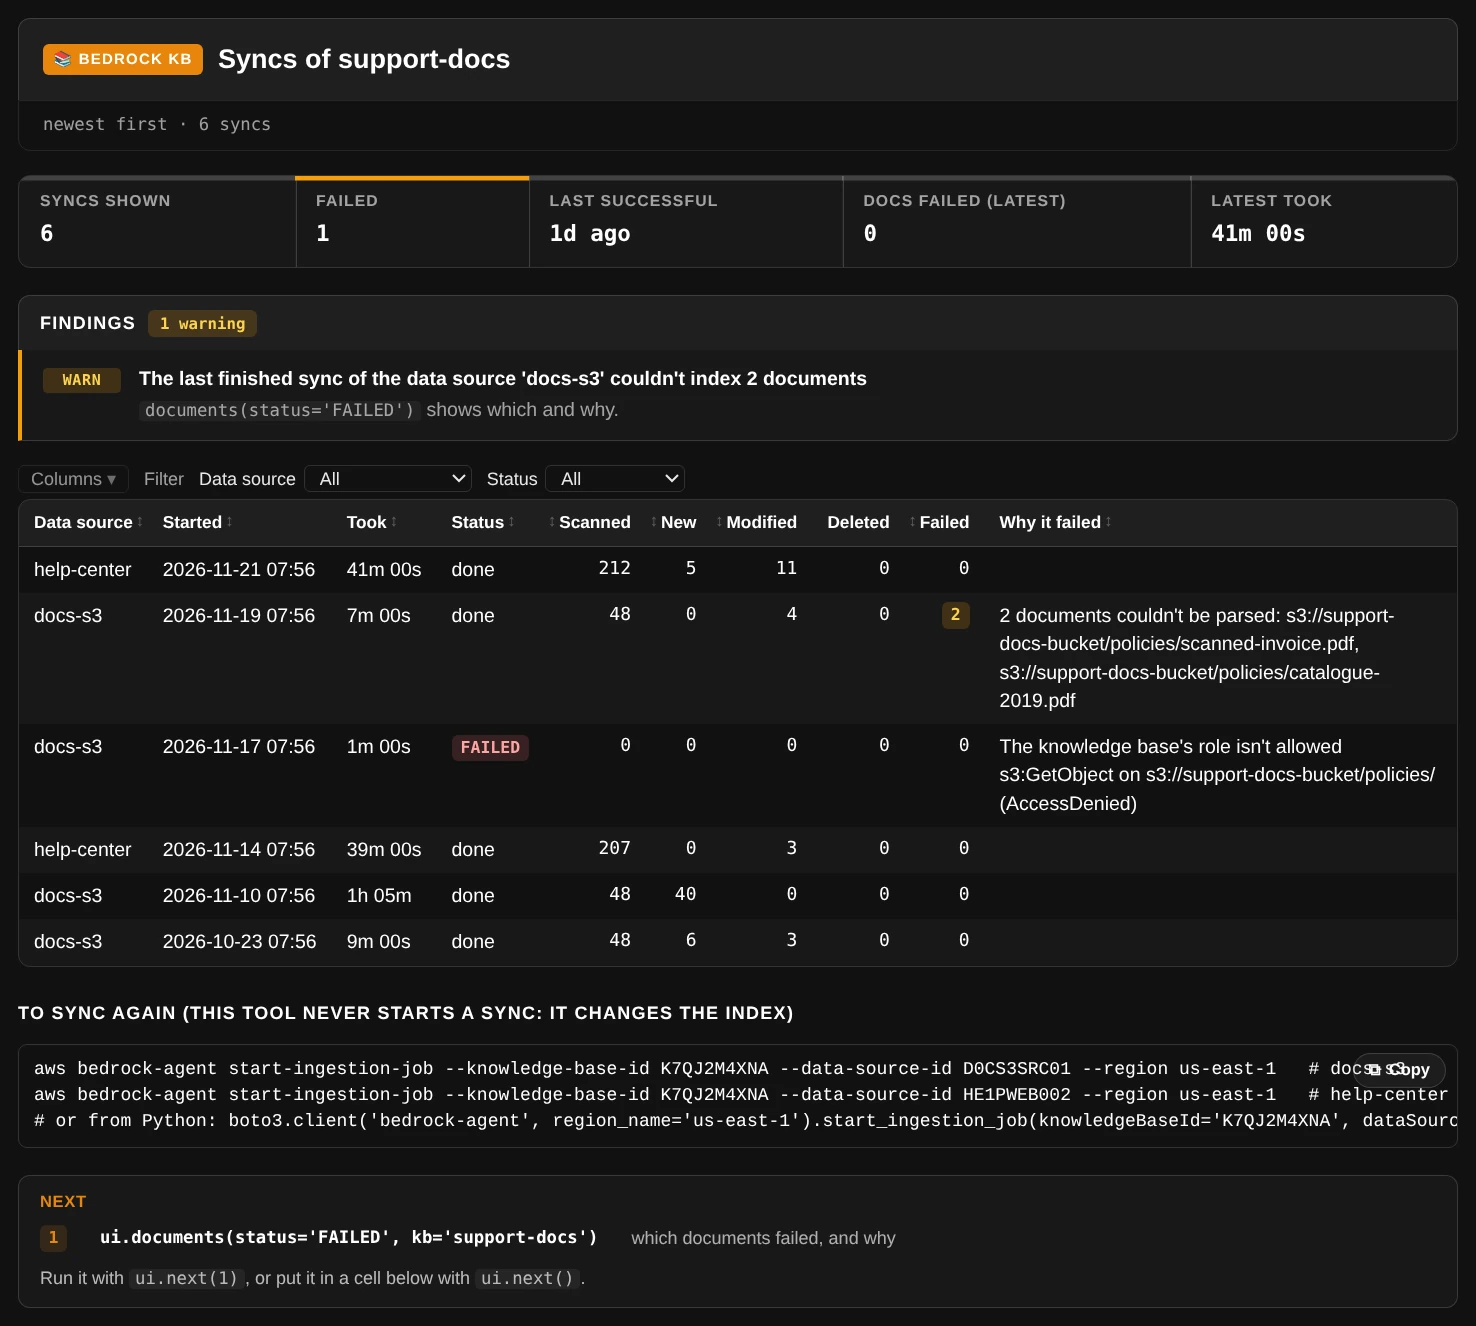 📚 BEDROCK KB Syncs of support-docs
newest first · 6 syncs
SYNCS SHOWN FAILED LAST SUCCESSFUL DOCS FAILED (LATEST) LATEST TOOK
6 1 1d ago 0 41m 00s
FINDINGS 1 warning
WARN The last finished sync of the data source 'docs-s3' couldn't index 2 documents
documents(status='FAILED') shows which and why.
Columns ▾ Filter Data source All Status All
Data source↕ Started↕ Took↕ Status↕ ↕Scanned ↕New ↕Modified Deleted ↕Failed Why it failed↕
help-center 2026-11-21 07:56 41m 00s done 212 5 11 0 0
docs-s3 2026-11-19 07:56 7m 00s done 48 0 4 0 2 2 documents couldn't be parsed: s3://support-
docs-bucket/policies/scanned-invoice.pdf,
s3://support-docs-bucket/policies/catalogue-
2019.pdf
docs-s3 2026-11-17 07:56 1m 00s FAILED 0 0 0 0 0 The knowledge base's role isn't allowed
s3:GetObject on s3://support-docs-bucket/policies/
(AccessDenied)
help-center 2026-11-14 07:56 39m 00s done 207 0 3 0 0
docs-s3 2026-11-10 07:56 1h 05m done 48 40 0 0 0
docs-s3 2026-10-23 07:56 9m 00s done 48 6 3 0 0
TO SYNC AGAIN (THIS TOOL NEVER STARTS A SYNC: IT CHANGES THE INDEX)
aws bedrock-agent start-ingestion-job --knowledge-base-id K7QJ2M4XNA --data-source-id D0CS3SRC01 --region us-east-1 # Copy
aws bedrock-agent start-ingestion-job --knowledge-base-id K7QJ2M4XNA --data-source-id HE1PWEB002 --region us-east-1 # help-center
# or from Python: boto3.client('bedrock-agent', region_name='us-east-1').start_ingestion_job(knowledgeBaseId='K7QJ2M4XNA', dataSourc
NEXT
1 ui.documents(status='FAILED', kb='support-docs') which documents failed, and why
Run it with ui.next(1), or put it in a cell below with ui.next().